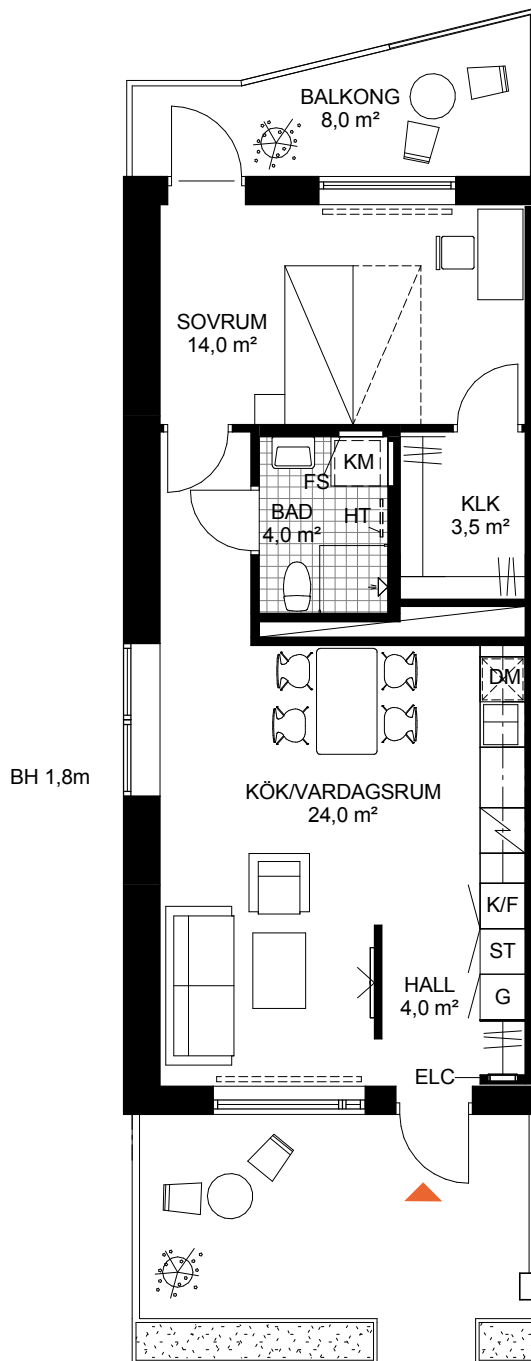 BALKONG
8,0 m²
SOVRUM
14,0 m²
KM
FS
BAD
4,0 m²
HT
KLK
3,5 m²
DM
BH 1,8m
KÖK/VARDAGSRUM
24,0 m²
K/F
ST
G
HALL
4,0 m²
ELC